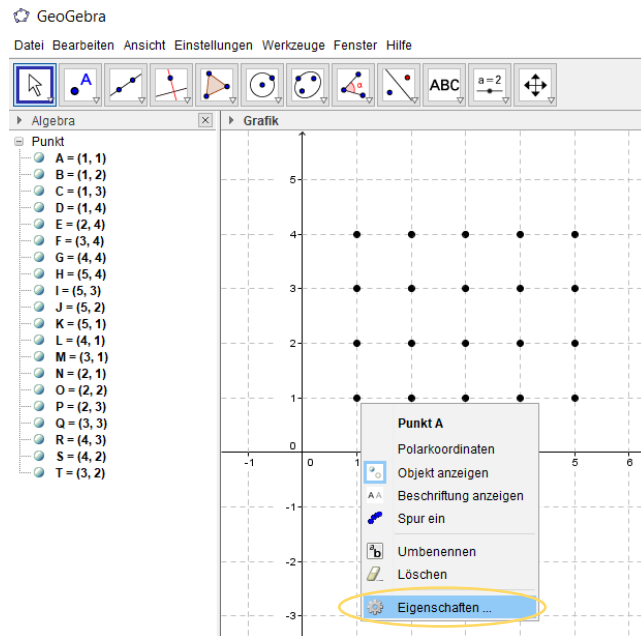 GeoGebra
Datei Bearbeiten Ansicht Einstellungen Werkzeuge Fenster Hilfe
A α ABC a=2
Algebra
Punkt
A = (1, 1)
B = (1, 2)
C = (1, 3)
D = (1, 4)
E = (2, 4)
F = (3, 4)
G = (4, 4)
H = (5, 4)
I = (5, 3)
J = (5, 2)
K = (5, 1)
L = (4, 1)
M = (3, 1)
N = (2, 1)
O = (2, 2)
P = (2, 3)
Q = (3, 3)
R = (4, 3)
S = (4, 2)
T = (3, 2)
Grafik
5
4
3
2
1
0
-1 0 1 5 6
-1
-2
-3
Punkt A
Polarkoordinaten
Objekt anzeigen
AA Beschriftung anzeigen
Spur ein
ab Umbenennen
Löschen
Eigenschaften ...